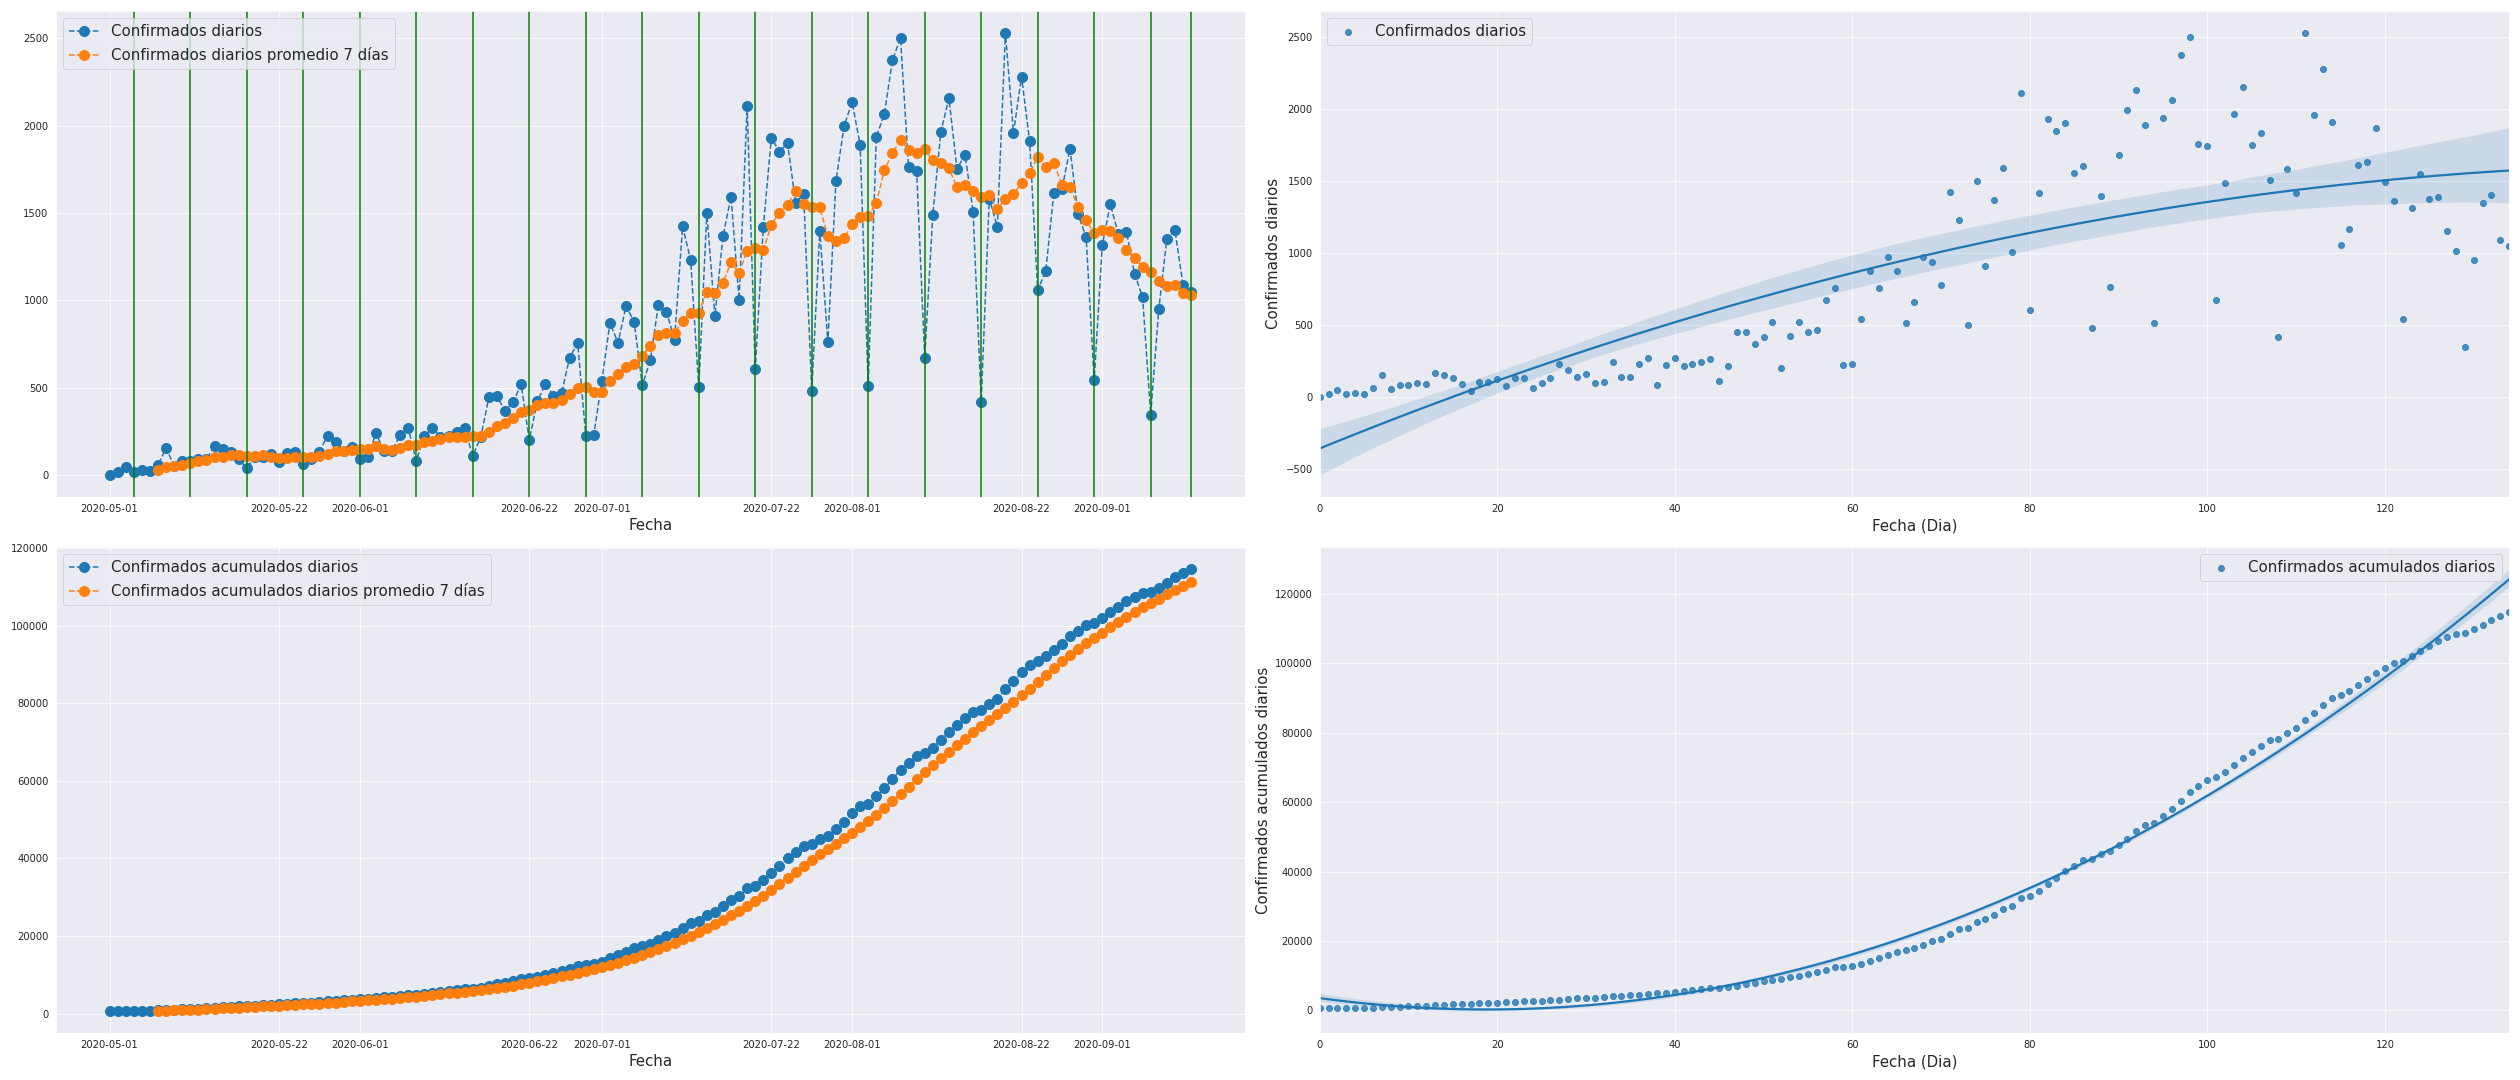 Confirmados diarios
Confirmados diarios promedio 7 días
2500
2000
1500
1000
500
0
2020-05-01 2020-05-22 2020-06-01 2020-06-22 2020-07-01 2020-07-22 2020-08-01 2020-08-22 2020-09-01
Fecha
Confirmados diarios
Confirmados diarios
2500
2000
1500
1000
500
0
−500
0 20 40 60 80 100 120
Fecha (Dia)
Confirmados acumulados diarios
Confirmados acumulados diarios promedio 7 días
120000
100000
80000
60000
40000
20000
0
2020-05-01 2020-05-22 2020-06-01 2020-06-22 2020-07-01 2020-07-22 2020-08-01 2020-08-22 2020-09-01
Fecha
Confirmados acumulados diarios
Confirmados acumulados diarios
120000
100000
80000
60000
40000
20000
0
0 20 40 60 80 100 120
Fecha (Dia)